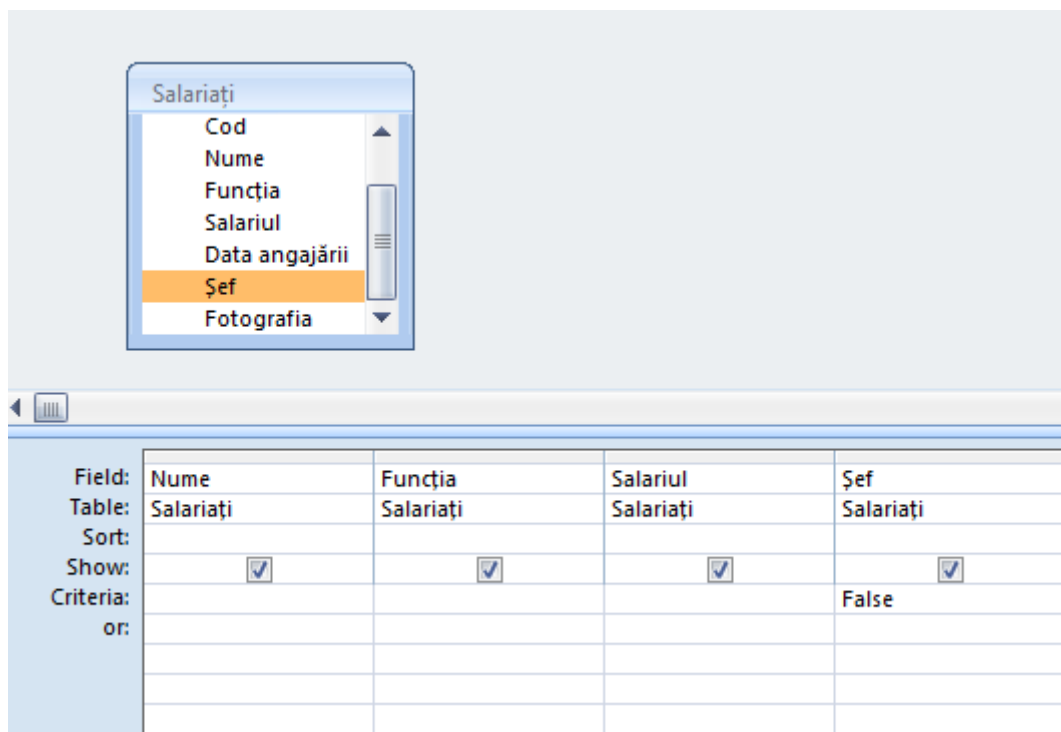 Salariați
Cod
Nume
Funcția
Salariul
Data angajării
Șef
Fotografia
Field: Nume Funcția Salariul Șef
Table: Salariați Salariați Salariați Salariați
Sort:
Show:
Criteria: False
or: